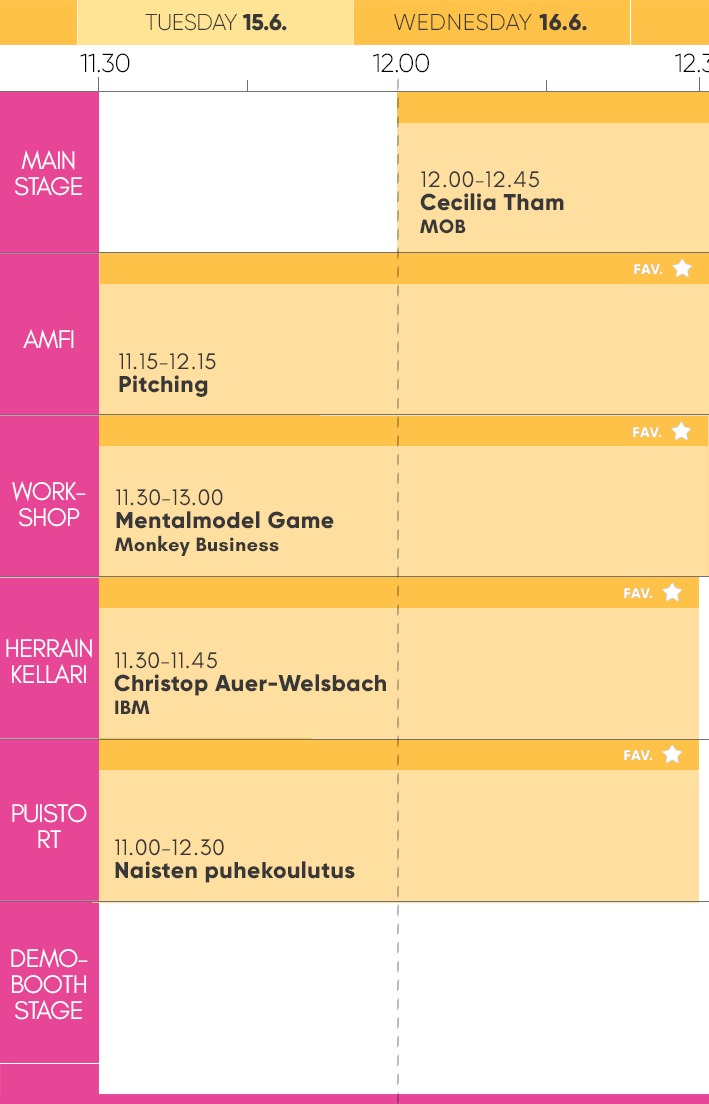 TUESDAY 15.6.
WEDNESDAY 16.6.
11.30
12.00
12.3
MAIN
STAGE
12.00–12.45
Cecilia Tham
MOB
AMFI
FAV.
11.15–12.15
Pitching
WORK-
SHOP
FAV.
11.30–13.00
Mentalmodel Game
Monkey Business
HERRAIN
KELLARI
FAV.
11.30–11.45
Christop Auer-Welsbach
IBM
PUISTO
RT
FAV.
11.00–12.30
Naisten puhekoulutus
DEMO-
BOOTH
STAGE